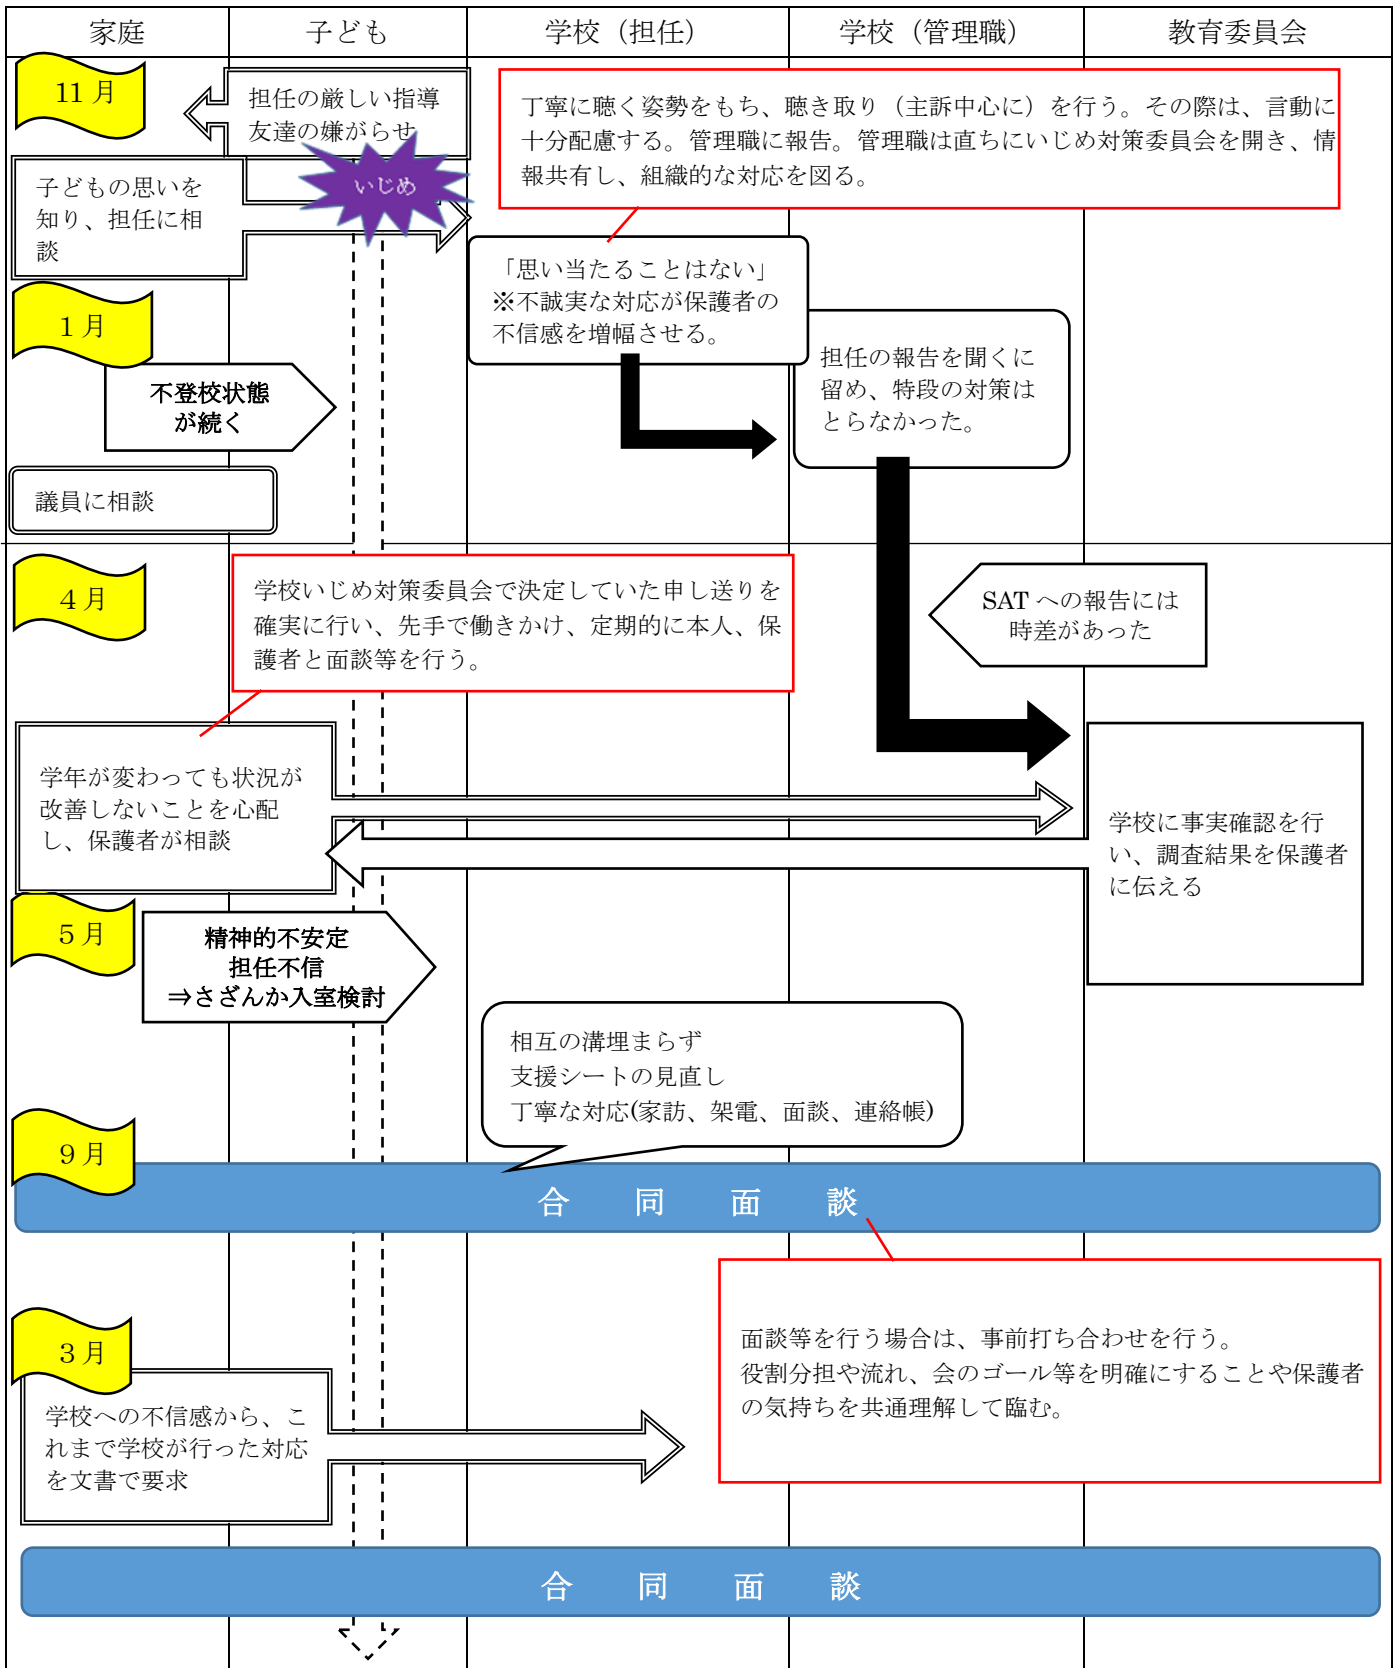 家庭
子ども
学校（担任）
学校（管理職）
教育委員会
11 月
担任の厳しい指導
友達の嫌がらせ
いじめ
丁寧に聴く姿勢をもち、聴き取り（主訴中心に）を行う。その際は、言動に
十分配慮する。管理職に報告。管理職は直ちにいじめ対策委員会を開き、情
報共有し、組織的な対応を図る。
子どもの思いを
知り、担任に相
談
「思い当たることはない」
※不誠実な対応が保護者の
不信感を増幅させる。
１月
不登校状態
が続く
担任の報告を聞くに
留め、特段の対策は
とらなかった。
議員に相談
４月
学校いじめ対策委員会で決定していた申し送りを
確実に行い、先手で働きかけ、定期的に本人、保
護者と面談等を行う。
SAT への報告には
時差があった
学年が変わっても状況が
改善しないことを心配
し、保護者が相談
学校に事実確認を行
い、調査結果を保護者
に伝える
５月
精神的不安定
担任不信
⇒さざんか入室検討
相互の溝埋まらず
支援シートの見直し
丁寧な対応(家訪、架電、面談、連絡帳)
９月
合　同　面　談
面談等を行う場合は、事前打ち合わせを行う。
役割分担や流れ、会のゴール等を明確にすることや保護者
の気持ちを共通理解して臨む。
３月
学校への不信感から、こ
れまで学校が行った対応
を文書で要求
合　同　面　談